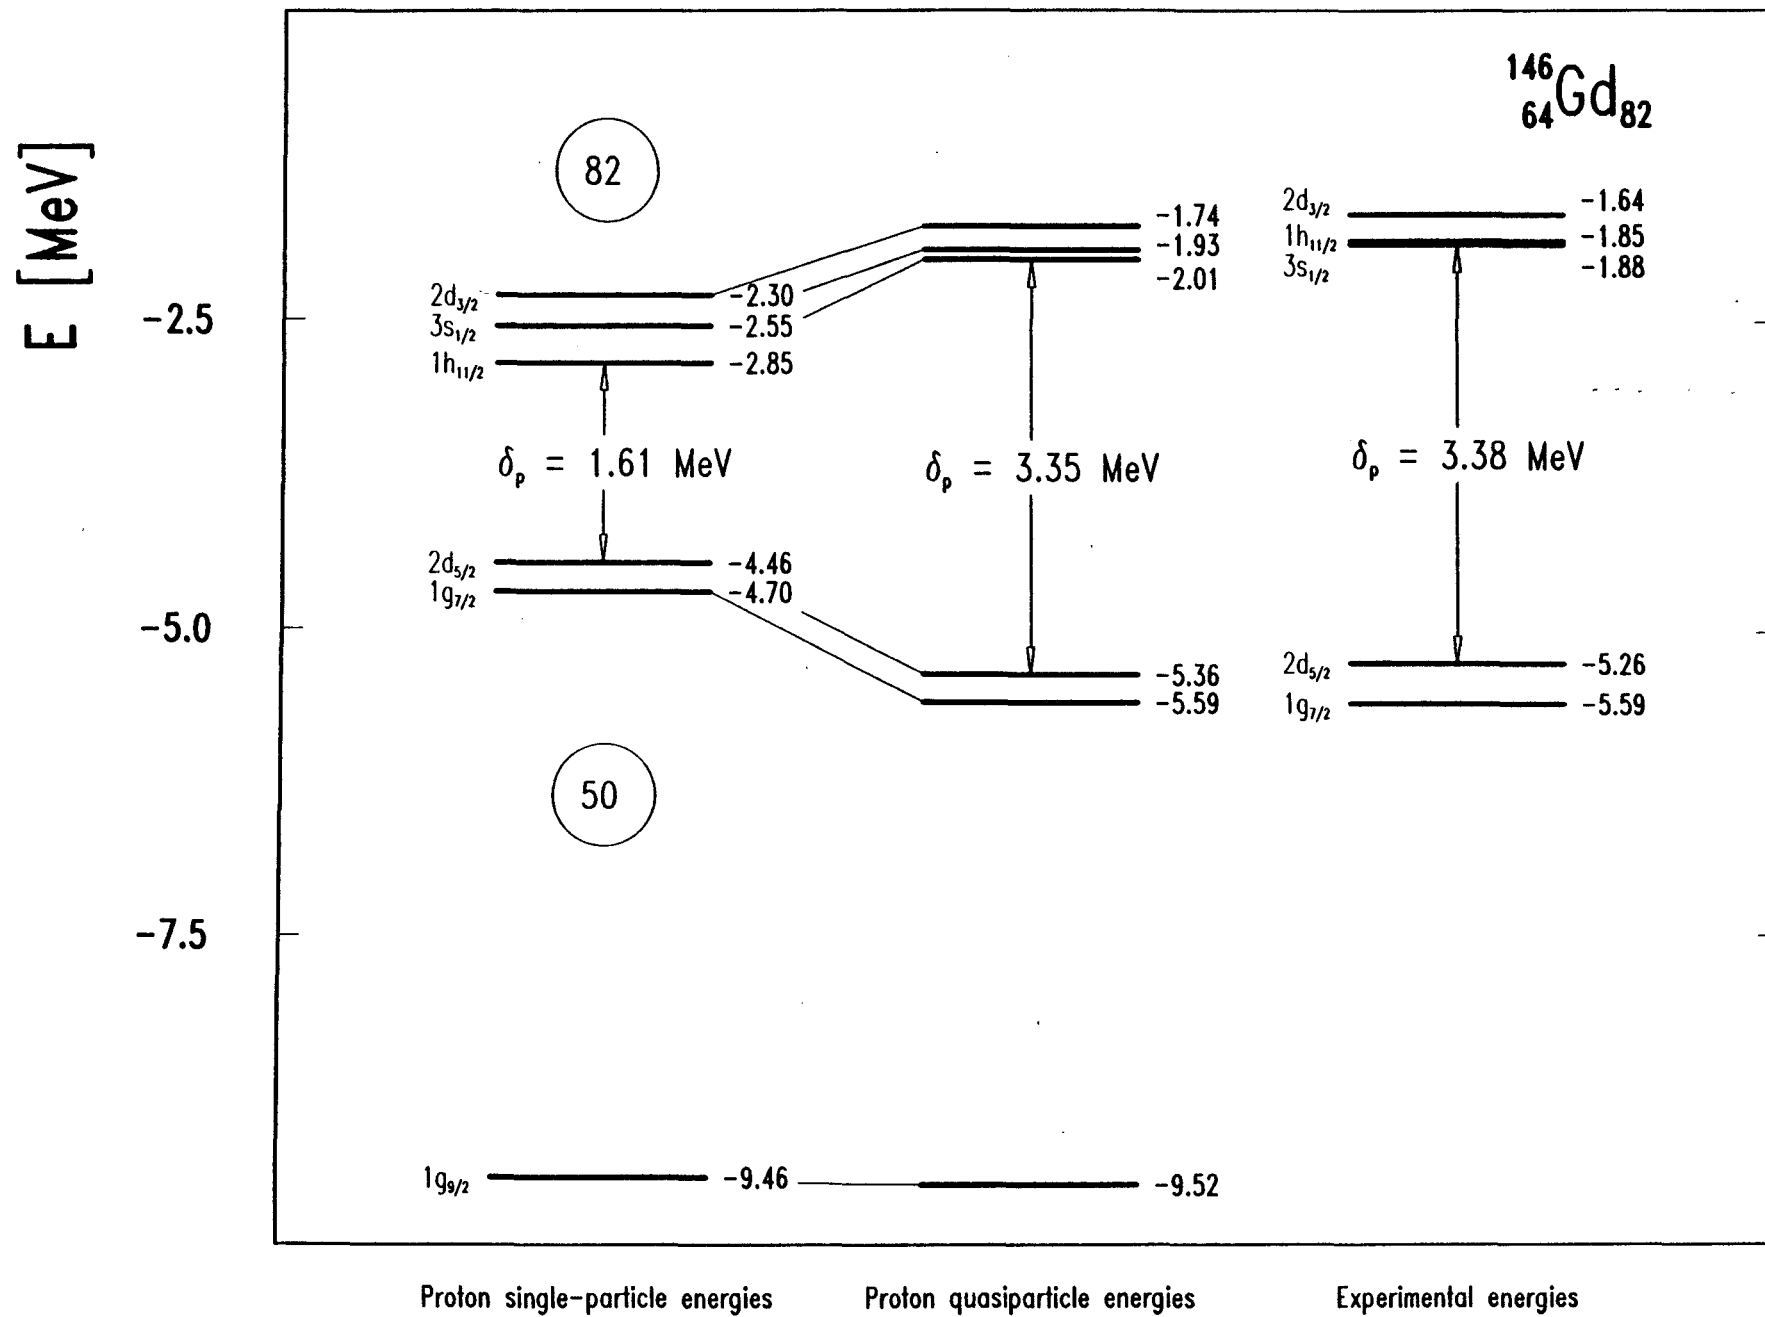 E [MeV]
-2.5
-5.0
-7.5
146
64Gd82
82
50
2d3/2
3s1/2
1h11/2
-2.30
-2.55
-2.85
δp = 1.61 MeV
2d5/2
1g7/2
-4.46
-4.70
1g9/2
-9.46
-1.74
-1.93
-2.01
δp = 3.35 MeV
-5.36
-5.59
-9.52
2d3/2
1h11/2
3s1/2
-1.64
-1.85
-1.88
δp = 3.38 MeV
2d5/2
1g7/2
-5.26
-5.59
Proton single-particle energies
Proton quasiparticle energies
Experimental energies